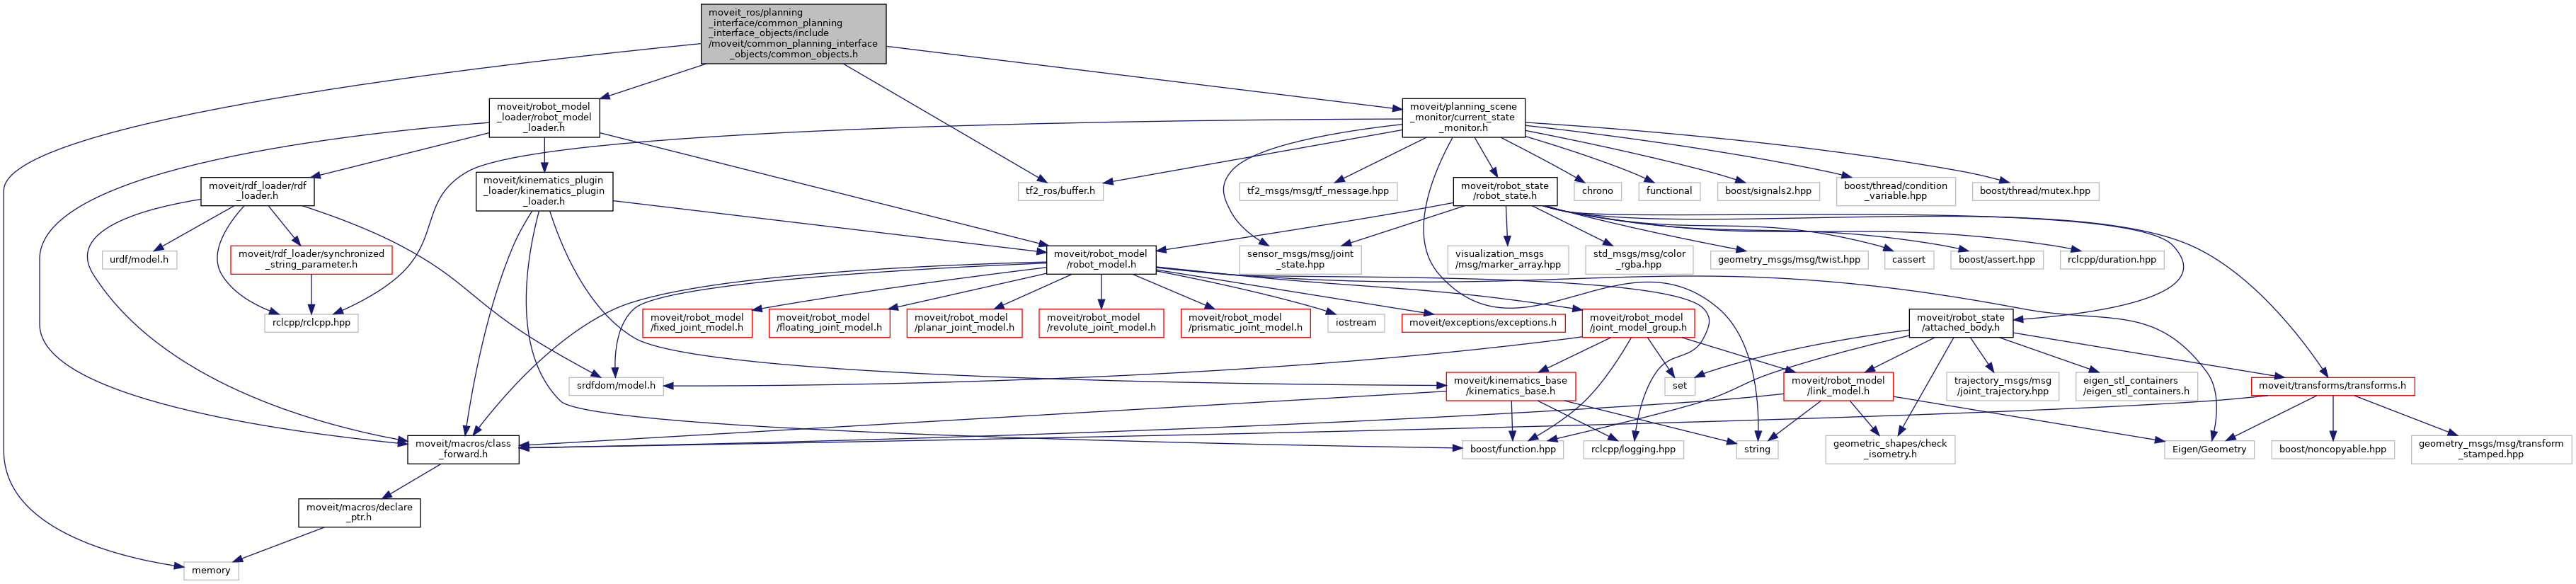 moveit_ros/planning
_interface/common_planning
_interface_objects/include
/moveit/common_planning_interface
_objects/common_objects.h
moveit/robot_model
_loader/robot_model
_loader.h
moveit/planning_scene
_monitor/current_state
_monitor.h
moveit/rdf_loader/rdf
_loader.h
moveit/kinematics_plugin
_loader/kinematics_plugin
_loader.h
tf2_ros/buffer.h
tf2_msgs/msg/tf_message.hpp
moveit/robot_state
/robot_state.h
chrono
functional
boost/signals2.hpp
boost/thread/condition
_variable.hpp
boost/thread/mutex.hpp
urdf/model.h
moveit/rdf_loader/synchronized
_string_parameter.h
moveit/robot_model
/robot_model.h
sensor_msgs/msg/joint
_state.hpp
visualization_msgs
/msg/marker_array.hpp
std_msgs/msg/color
_rgba.hpp
geometry_msgs/msg/twist.hpp
cassert
boost/assert.hpp
rclcpp/duration.hpp
rclcpp/rclcpp.hpp
moveit/robot_model
/fixed_joint_model.h
moveit/robot_model
/floating_joint_model.h
moveit/robot_model
/planar_joint_model.h
moveit/robot_model
/revolute_joint_model.h
moveit/robot_model
/prismatic_joint_model.h
iostream
moveit/exceptions/exceptions.h
moveit/robot_model
/joint_model_group.h
moveit/robot_state
/attached_body.h
srdfdom/model.h
moveit/kinematics_base
/kinematics_base.h
set
moveit/robot_model
/link_model.h
trajectory_msgs/msg
/joint_trajectory.hpp
eigen_stl_containers
/eigen_stl_containers.h
moveit/transforms/transforms.h
moveit/macros/class
_forward.h
boost/function.hpp
rclcpp/logging.hpp
string
geometric_shapes/check
_isometry.h
Eigen/Geometry
boost/noncopyable.hpp
geometry_msgs/msg/transform
_stamped.hpp
moveit/macros/declare
_ptr.h
memory